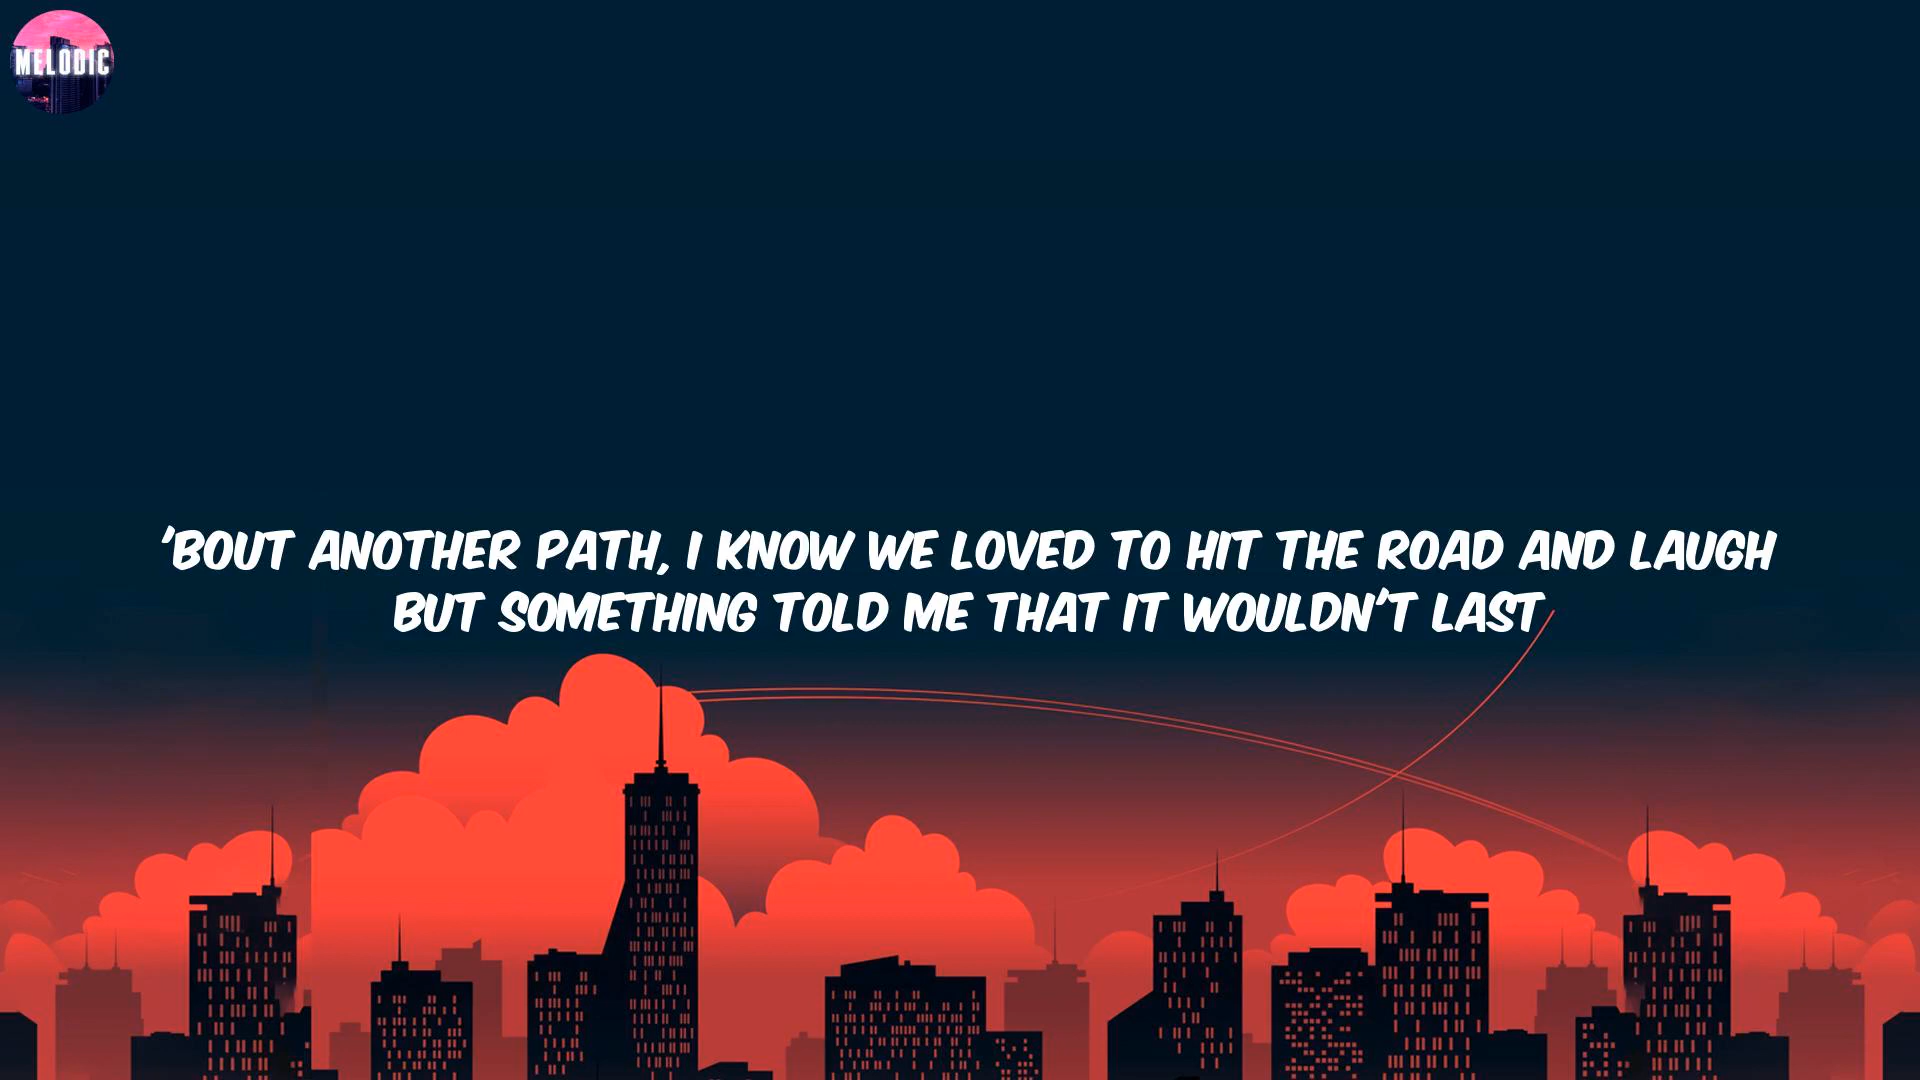 MELODIC
'BOUT ANOTHER PATH, I KNOW WE LOVED TO HIT THE ROAD AND LAUGH
BUT SOMETHING TOLD ME THAT IT WOULDN'T LAST